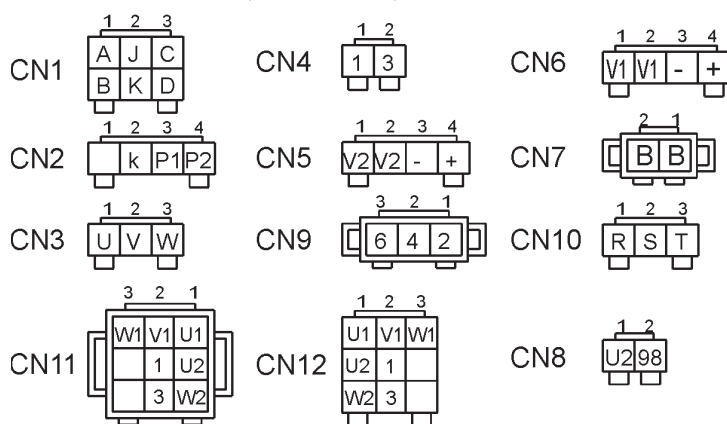 1 2 3
CN1
A J C
B K D
1 2
CN4
1 3
1 2 3 4
CN6
V1 V1 - +
1 2 3 4
CN2
k P1 P2
1 2 3 4
CN5
V2 V2 - +
2 1
CN7
B B
1 2 3
CN3
U V W
3 2 1
CN9
6 4 2
1 2 3
CN10
R S T
3 2 1
CN11
W1 V1 U1
1 U2
3 W2
1 2 3
CN12
U1 V1 W1
U2 1
W2 3
1 2
CN8
U2 98